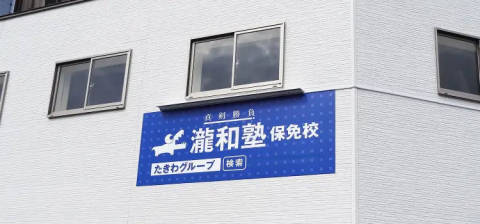 真剣勝負
瀧和塾 保免校
たきわグループ 検索